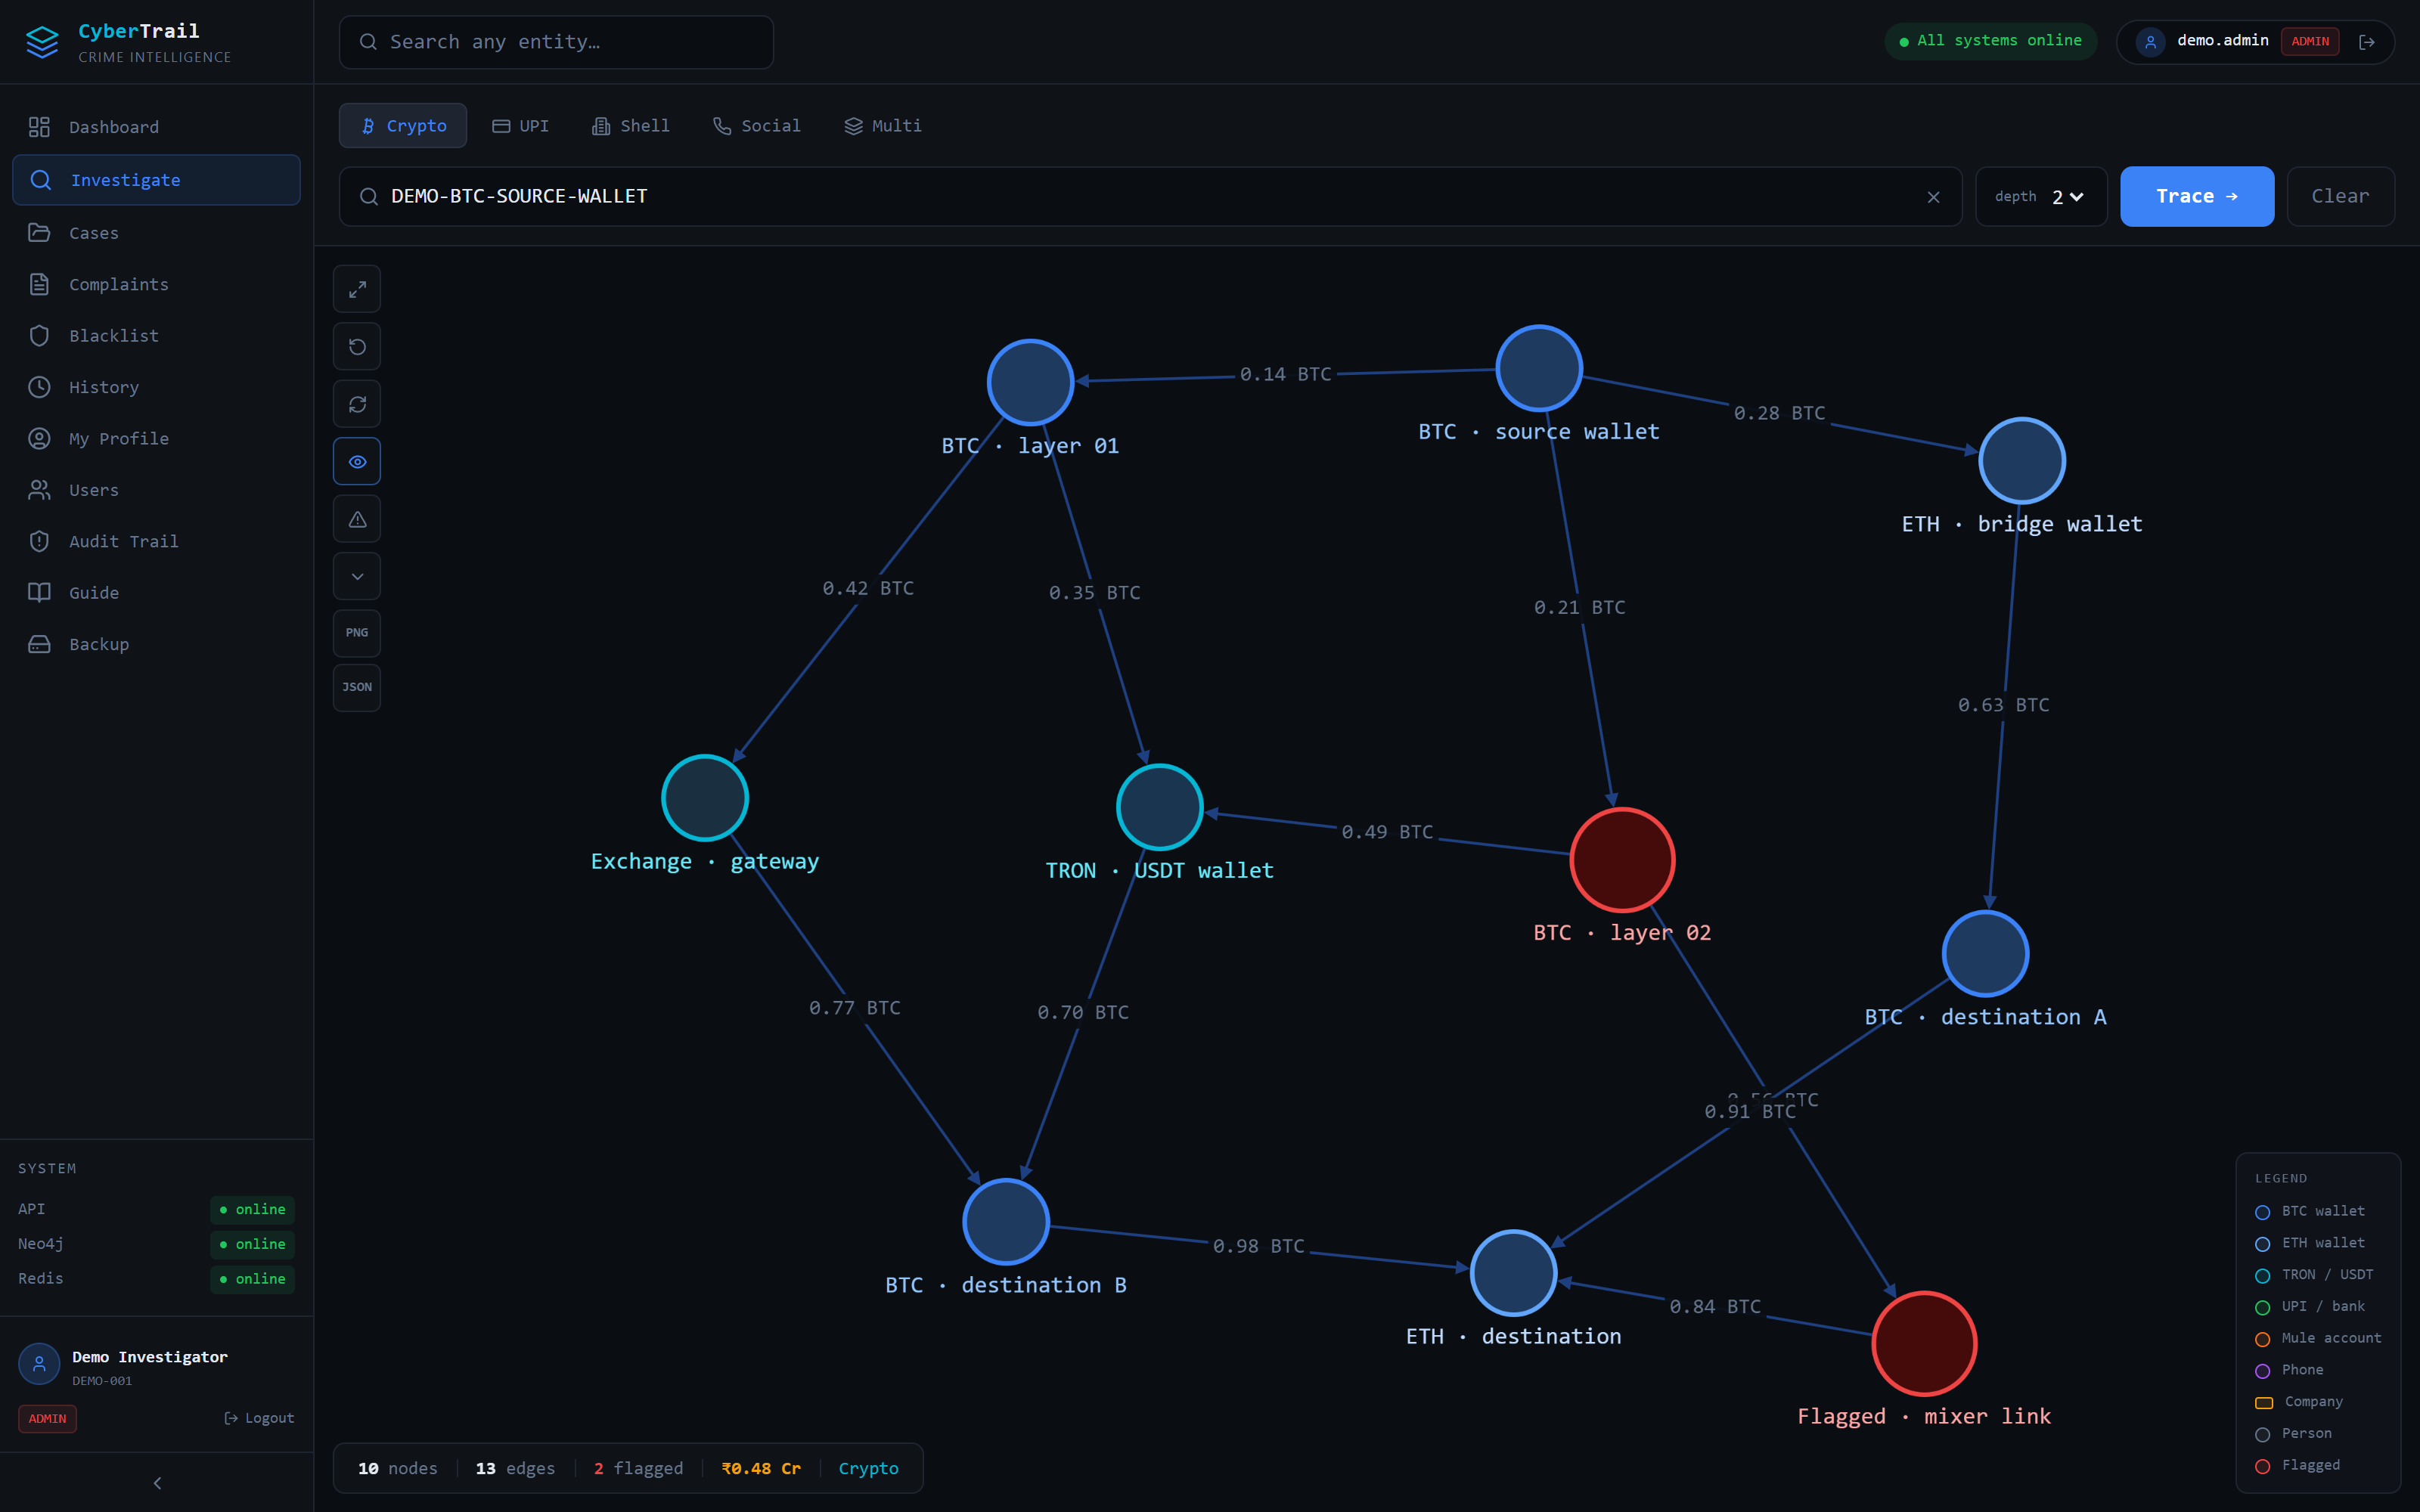 CyberTrail
CRIME INTELLIGENCE
Search any entity…
All systems online
demo.admin
ADMIN
Dashboard
Investigate
Cases
Complaints
Blacklist
History
My Profile
Users
Audit Trail
Guide
Backup
Crypto
UPI
Shell
Social
Multi
DEMO-BTC-SOURCE-WALLET
depth 2
Trace →
Clear
PNG
JSON
0.14 BTC
0.28 BTC
BTC · layer 01
BTC · source wallet
ETH · bridge wallet
0.42 BTC
0.35 BTC
0.21 BTC
0.63 BTC
0.49 BTC
Exchange · gateway
TRON · USDT wallet
BTC · layer 02
0.77 BTC
0.70 BTC
BTC · destination A
BTC
0.91 BTC
0.98 BTC
BTC · destination B
0.84 BTC
ETH · destination
Flagged · mixer link
SYSTEM
API
online
Neo4j
online
Redis
online
Demo Investigator
DEMO-001
ADMIN
Logout
10 nodes
13 edges
2 flagged
₹0.48 Cr
Crypto
LEGEND
BTC wallet
ETH wallet
TRON / USDT
UPI / bank
Mule account
Phone
Company
Person
Flagged